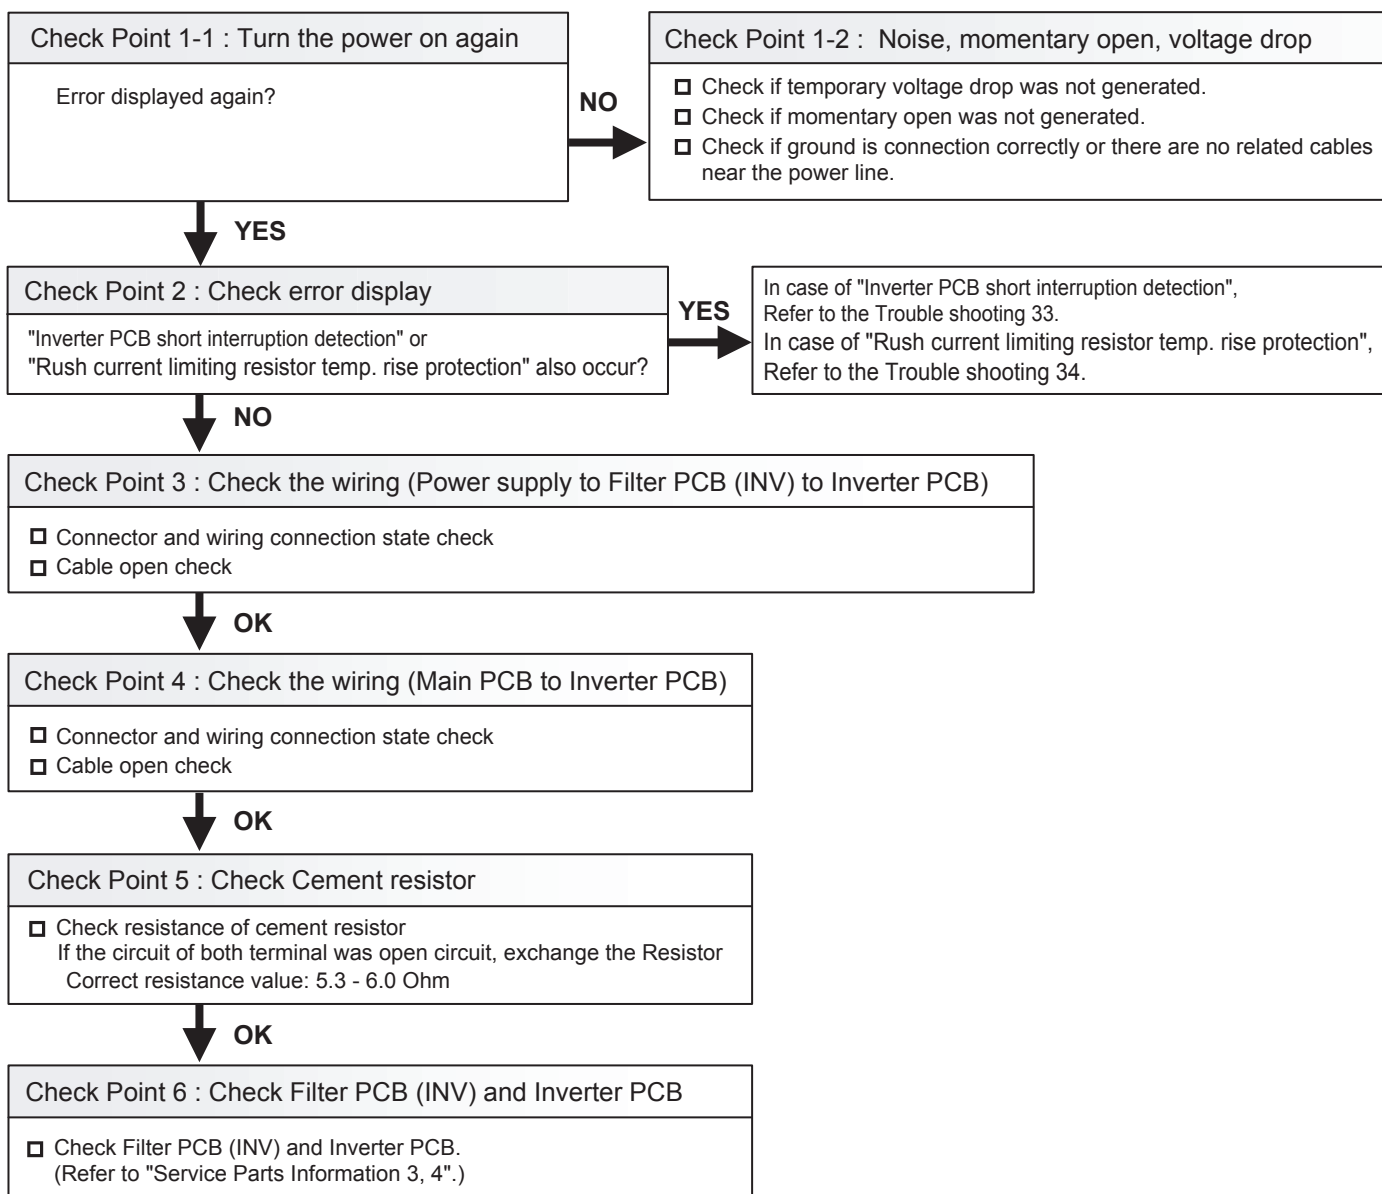 Check Point 1-1 : Turn the power on again
Error displayed again?
NO
Check Point 1-2 :  Noise, momentary open, voltage drop
Check if temporary voltage drop was not generated.
Check if momentary open was not generated.
Check if ground is connection correctly or there are no related cables
near the power line.
YES
Check Point 2 : Check error display
"Inverter PCB short interruption detection" or
"Rush current limiting resistor temp. rise protection" also occur?
YES
In case of "Inverter PCB short interruption detection",
Refer to the Trouble shooting 33.
In case of "Rush current limiting resistor temp. rise protection",
Refer to the Trouble shooting 34.
NO
Check Point 3 : Check the wiring (Power supply to Filter PCB (INV) to Inverter PCB)
Connector and wiring connection state check
Cable open check
OK
Check Point 4 : Check the wiring (Main PCB to Inverter PCB)
Connector and wiring connection state check
Cable open check
OK
Check Point 5 : Check Cement resistor
Check resistance of cement resistor
If the circuit of both terminal was open circuit, exchange the Resistor
Correct resistance value: 5.3 - 6.0 Ohm
OK
Check Point 6 : Check Filter PCB (INV) and Inverter PCB
Check Filter PCB (INV) and Inverter PCB.
(Refer to "Service Parts Information 3, 4".)